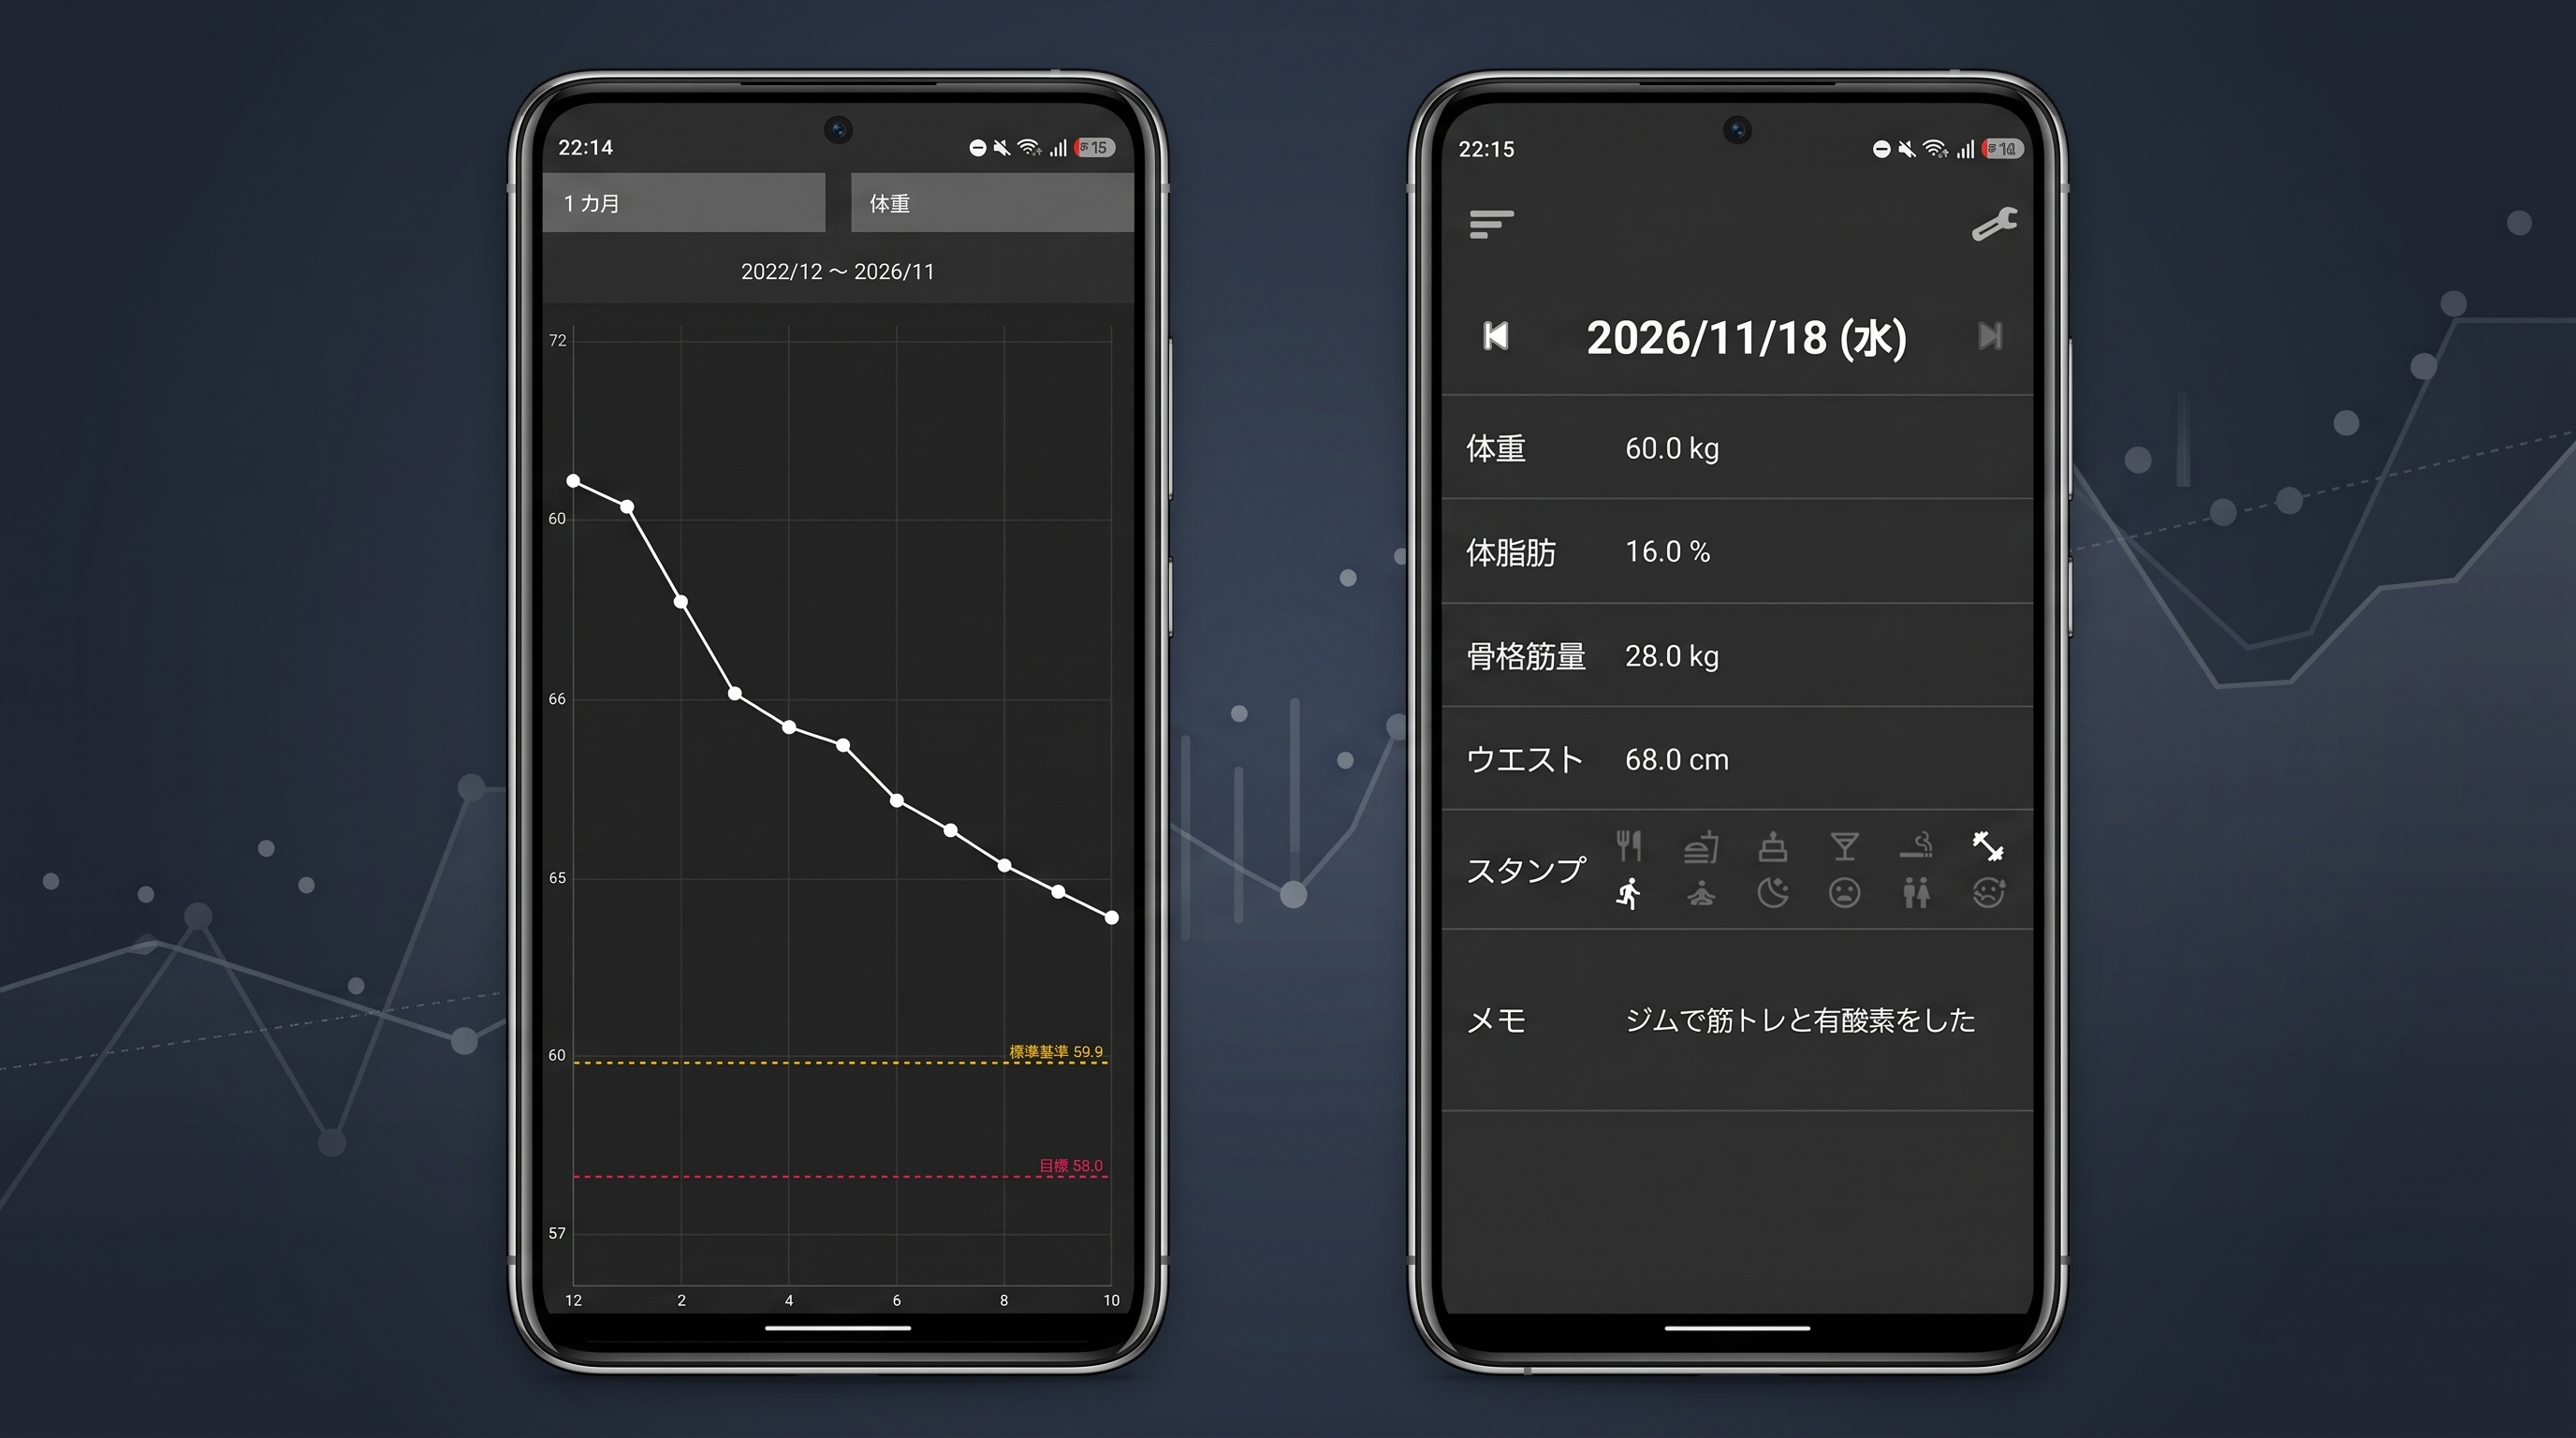 22:14
15
1カ月
体重
2022/12 〜 2026/11
72
60
66
65
60
標準基準 59.9
目標 58.0
57
12 2 4 6 8 10
22:15
2026/11/18 (水)
体重 60.0 kg
体脂肪 16.0 %
骨格筋量 28.0 kg
ウエスト 68.0 cm
スタンプ
メモ ジムで筋トレと有酸素をした